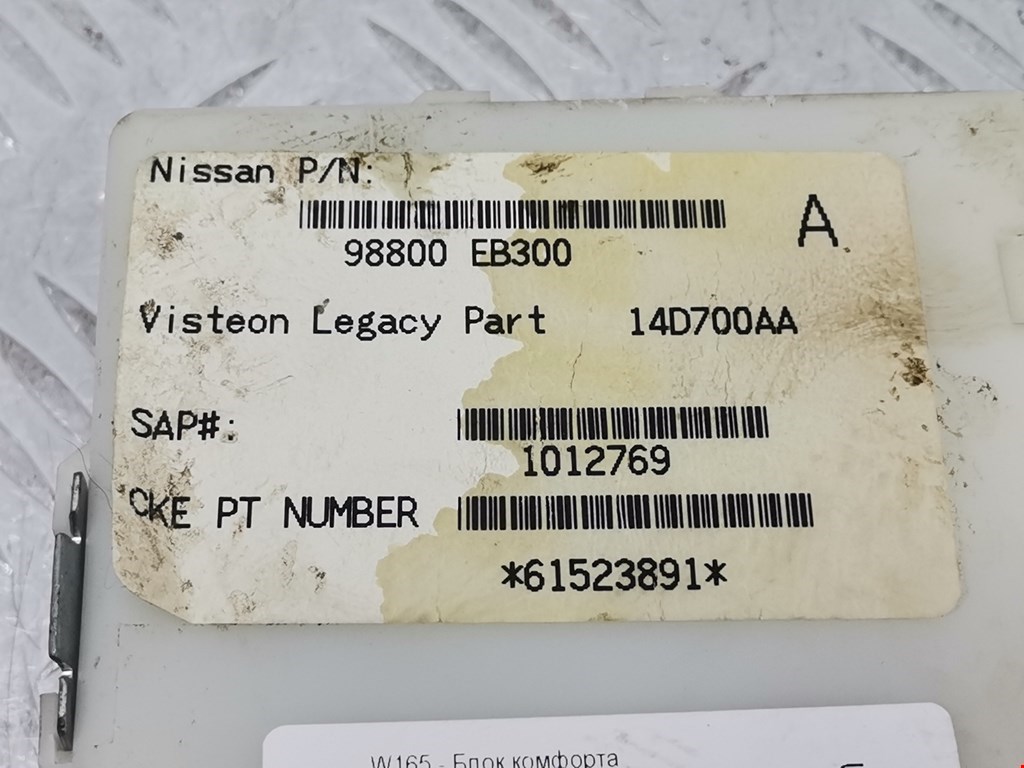 Nissan P/N:
98800 EB300
A
Visteon Legacy Part 14D700AA
SAP#:
1012769
CKE PT NUMBER
*61523891*
W165 - Блок комфорта